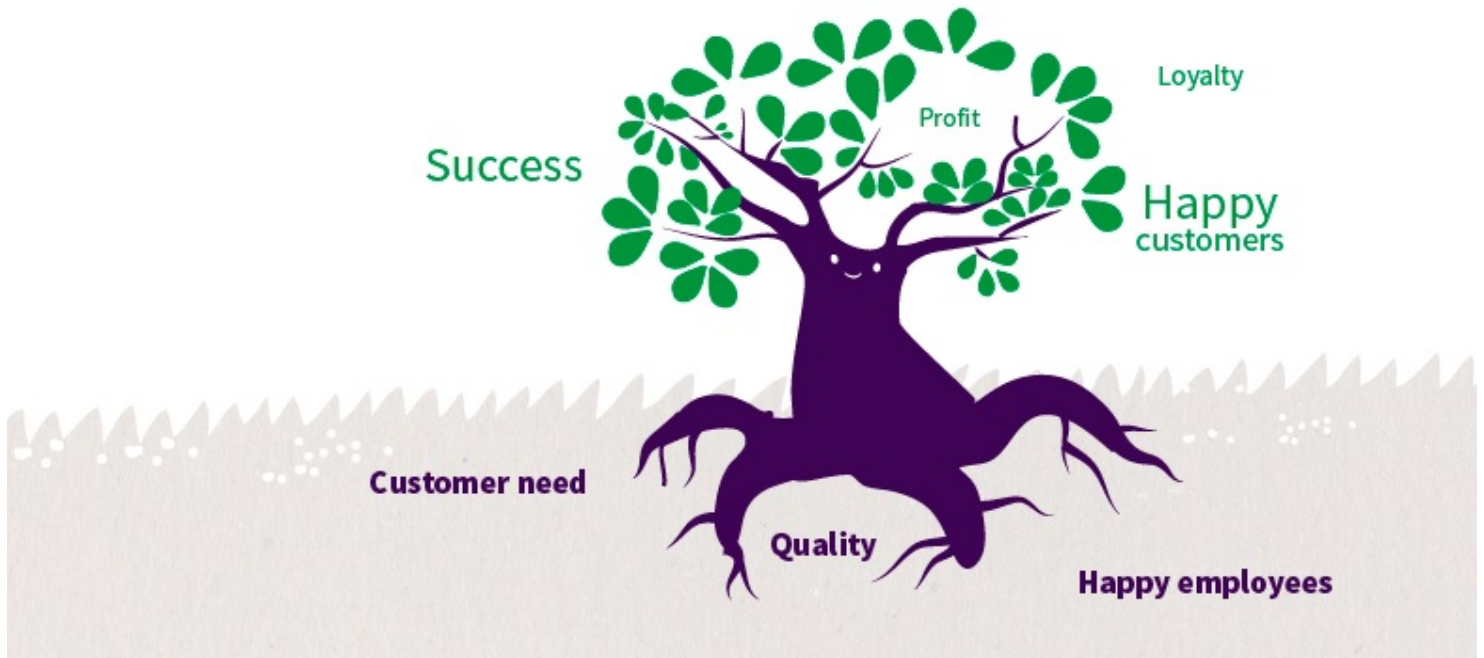 Loyalty
Profit
Success
Happy
customers
Customer need
Quality
Happy employees